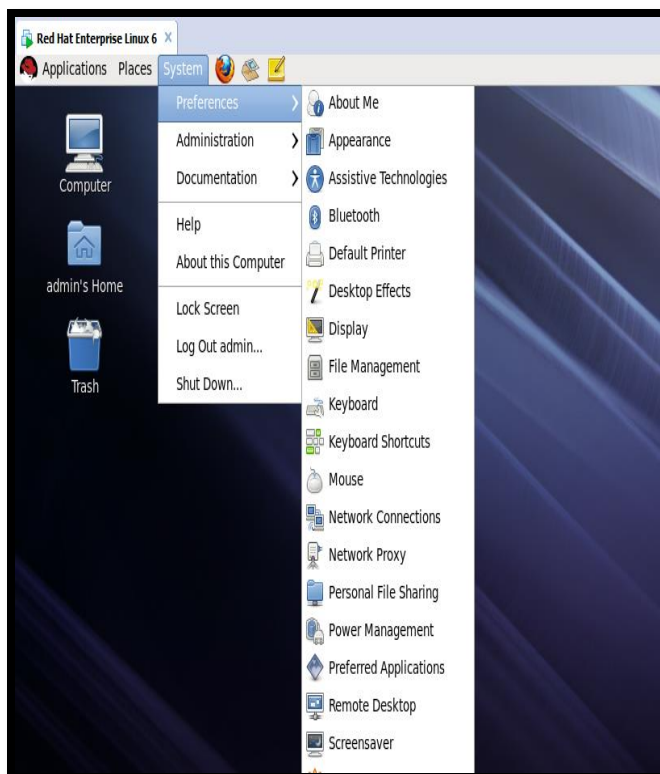 Red Hat Enterprise Linux 6
Applications Places System
Computer
admin's Home
Trash
Preferences
Administration
Documentation
Help
About this Computer
Lock Screen
Log Out admin...
Shut Down...
About Me
Appearance
Assistive Technologies
Bluetooth
Default Printer
Desktop Effects
Display
File Management
Keyboard
Keyboard Shortcuts
Mouse
Network Connections
Network Proxy
Personal File Sharing
Power Management
Preferred Applications
Remote Desktop
Screensaver